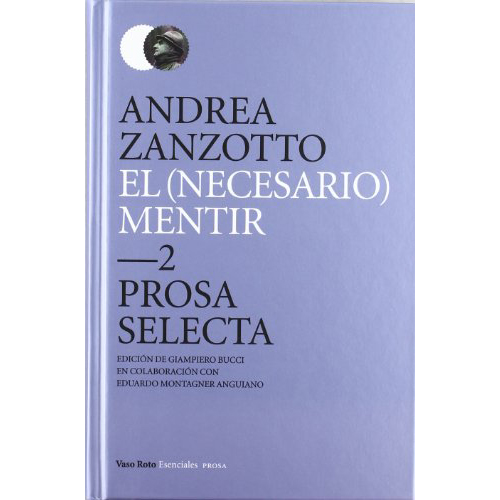 ANDREA
ZANZOTTO
EL (NECESARIO)
MENTIR
—2
PROSA
SELECTA
EDICIÓN DE GIAMPIERO BUCCI
EN COLABORACIÓN CON
EDUARDO MONTAGNER ANGUIANO
Vaso Roto Esenciales PROSA